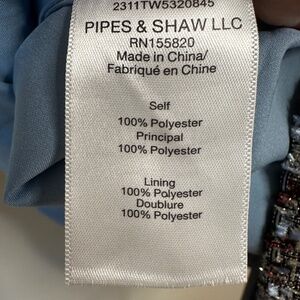 2311TW5320845
PIPES & SHAW LLC
RN155820
Made in China/
Fabriqué en Chine
Self
100% Polyester
Principal
100% Polyester
Lining
100% Polyester
Doublure
100% Polyester